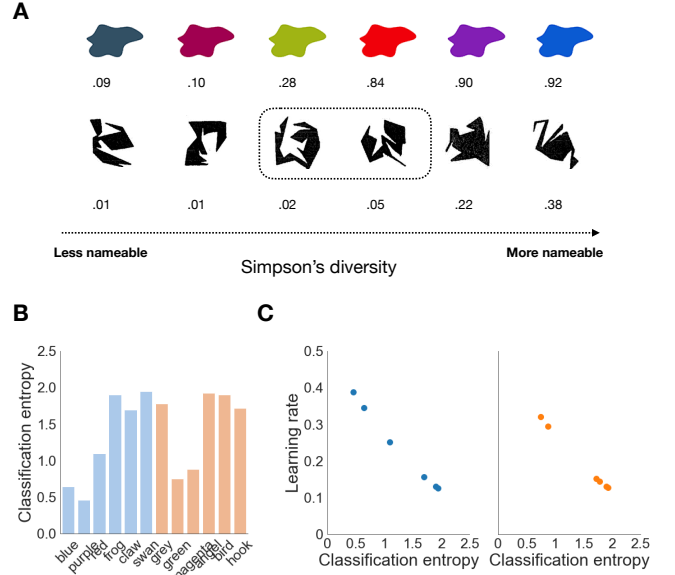 A
.09 .10 .28 .84 .90 .92
.01 .01 .02 .05 .22 .38
Less nameable More nameable
Simpson's diversity
B
Classification entropy
2.5
2.0
1.5
1.0
0.5
0.0
blue purple red frog claw swan grey green magenta angel bird hook
C
Learning rate
0.5
0.4
0.3
0.2
0.1
0
0 0.5 1 1.5 2 2.5 0 0.5 1 1.5 2 2.5
Classification entropy Classification entropy